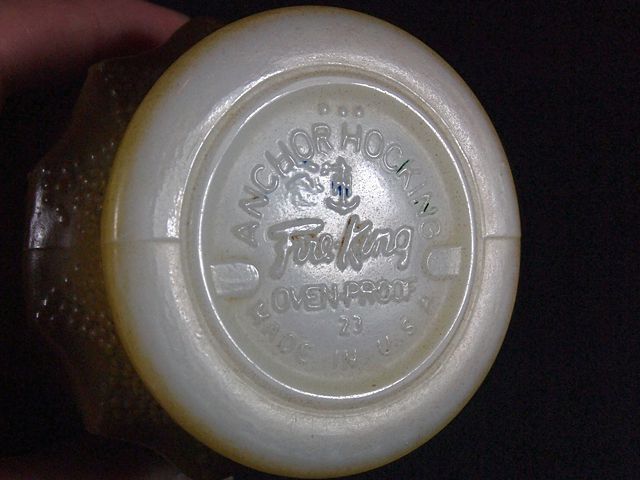 ANCHOR HOCKING
Fire-King
OVEN-PROOF
23
MADE IN U.S.A.